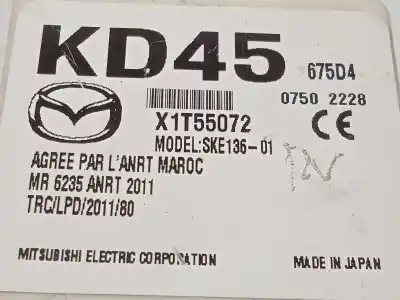 KD45 675D4
0750 2228
X1T55072
MODEL:SKE136-01
AGREE PAR L'ANRT MAROC
MR 6235 ANRT 2011
TRC/LPD/2011/80
MITSUBISHI ELECTRIC CORPORATION MADE IN JAPAN